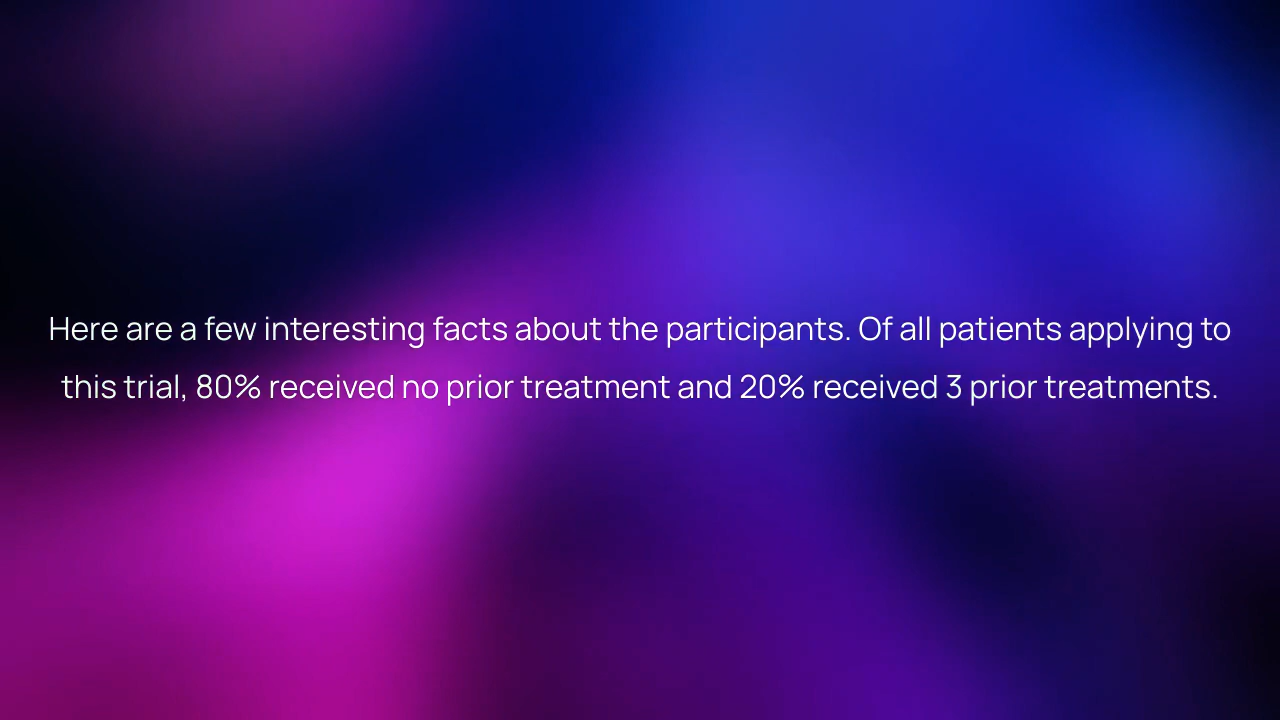 Here are a few interesting facts about the participants. Of all patients applying to
this trial, 80% received no prior treatment and 20% received 3 prior treatments.